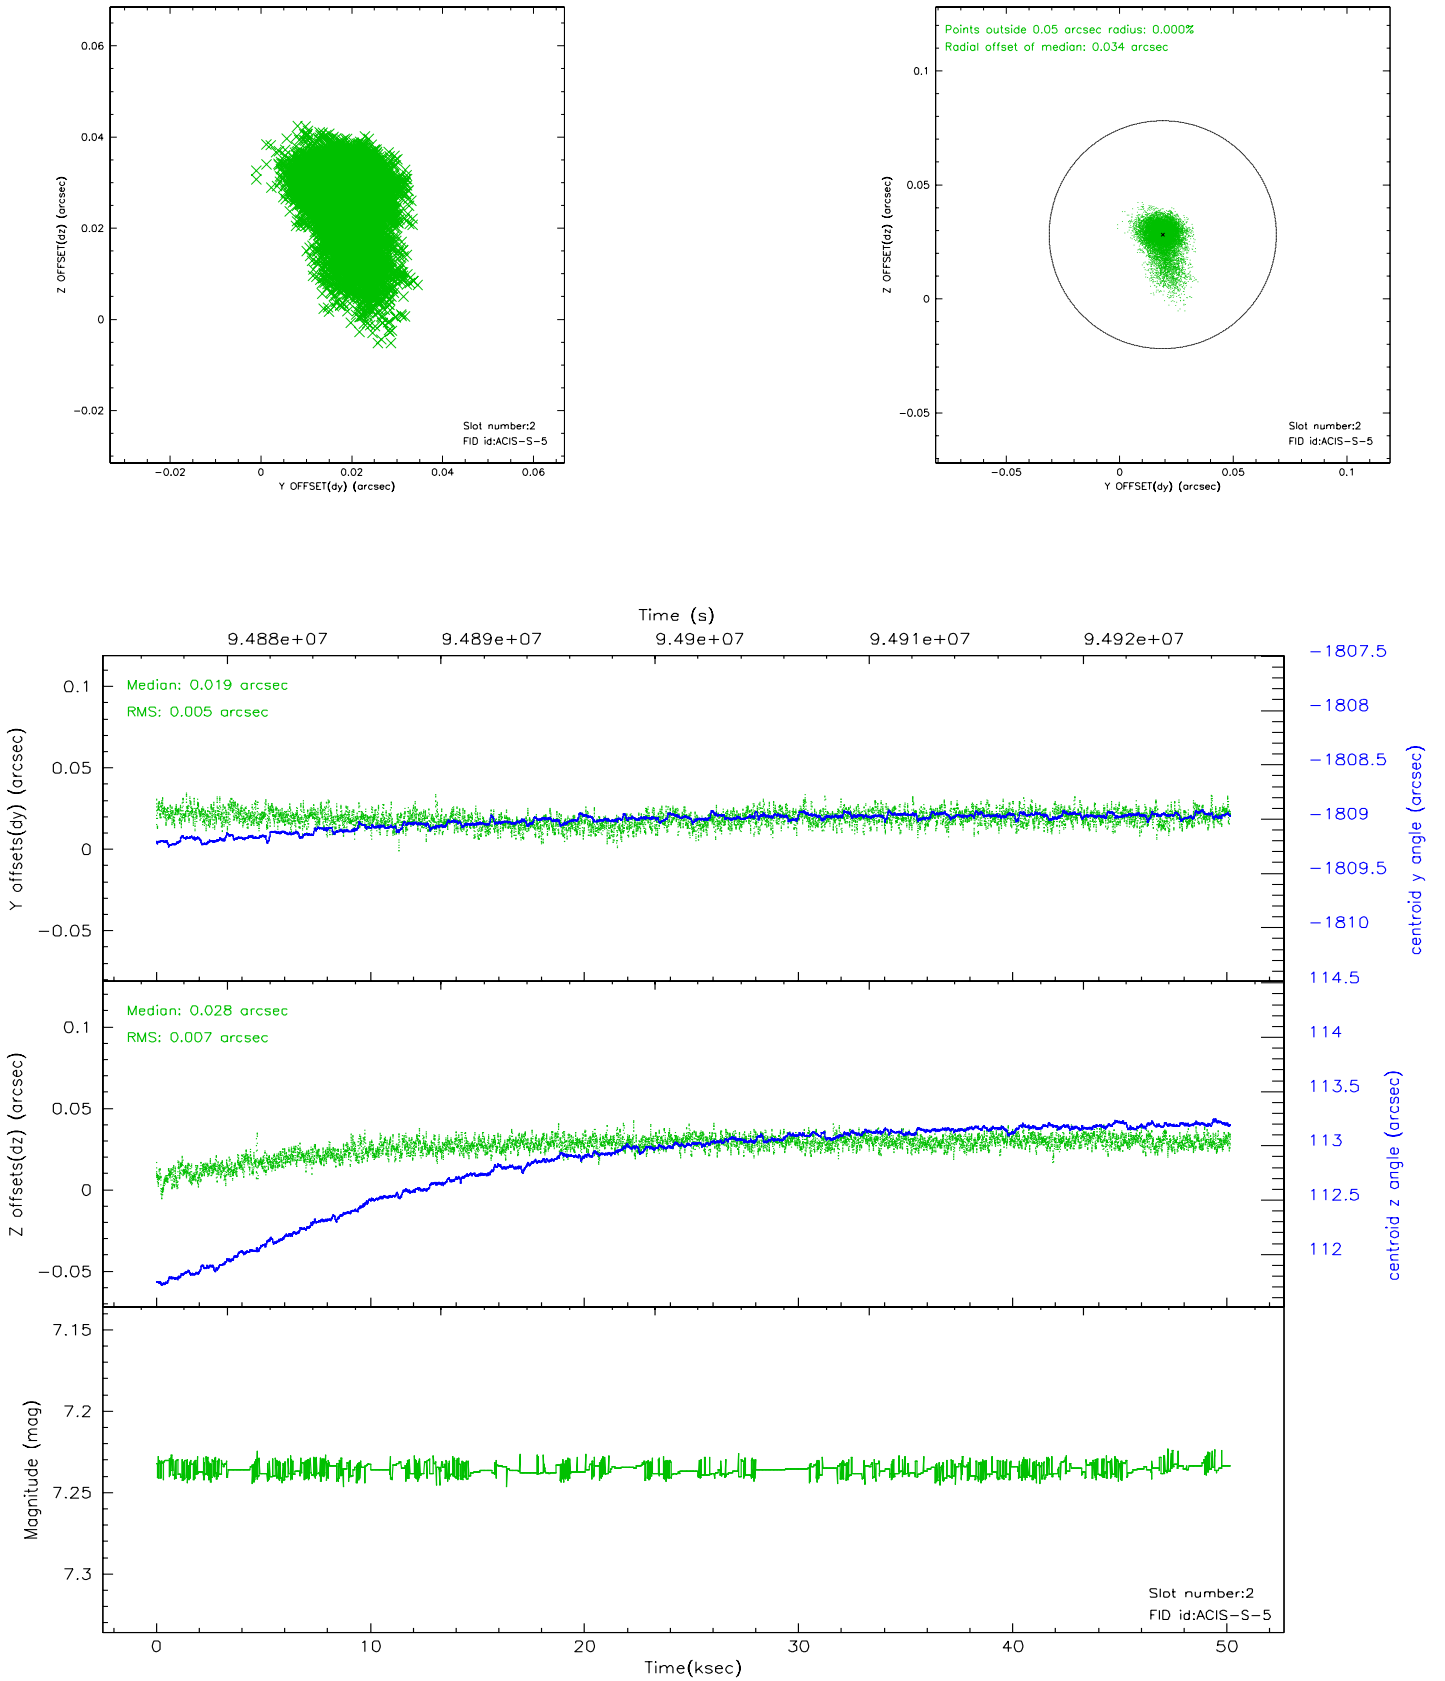 0.06
0.04
0.02
0
−0.02
Z OFFSET(dz) (arcsec)
−0.02 0 0.02 0.04 0.06
Y OFFSET(dy) (arcsec)
Slot number:2
FID id:ACIS−S−5
Points outside 0.05 arcsec radius: 0.000%
Radial offset of median: 0.034 arcsec
0.1
0.05
0
−0.05
Z OFFSET(dz) (arcsec)
−0.05 0 0.05 0.1
Y OFFSET(dy) (arcsec)
Slot number:2
FID id:ACIS−S−5
Time (s)
9.488e+07 9.489e+07 9.49e+07 9.491e+07 9.492e+07
Median: 0.019 arcsec
RMS: 0.005 arcsec
0.1
0.05
0
−0.05
Y offsets(dy) (arcsec)
−1807.5
−1808
−1808.5
−1809
−1809.5
−1810
centroid y angle (arcsec)
Median: 0.028 arcsec
RMS: 0.007 arcsec
0.1
0.05
0
−0.05
Z offsets(dz) (arcsec)
114.5
114
113.5
113
112.5
112
centroid z angle (arcsec)
7.15
7.2
7.25
7.3
Magnitude (mag)
Slot number:2
FID id:ACIS−S−5
0 10 20 30 40 50
Time(ksec)